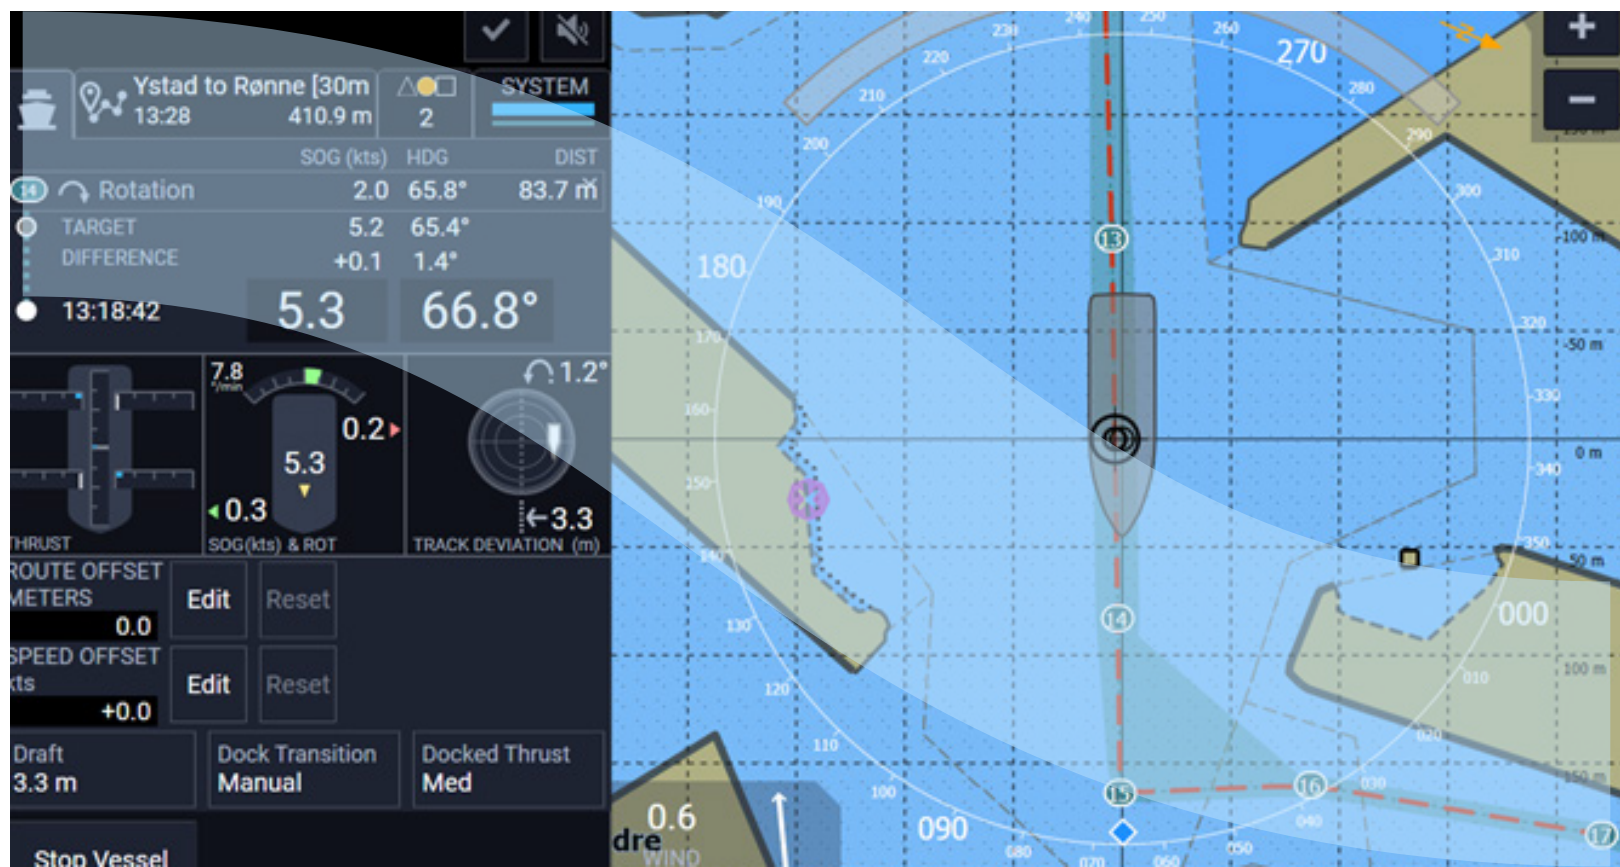 Ystad to Rønne [30m
13:28 410.9 m
2
SYSTEM
SOG (kts) HDG DIST
14 Rotation 2.0 65.8° 83.7 m
TARGET 5.2 65.4°
DIFFERENCE +0.1 1.4°
13:18:42 5.3 66.8°
7.8
°/min
0.2
5.3
0.3
1.2°
3.3
THRUST
SOG(kts) & ROT
TRACK DEVIATION (m)
ROUTE OFFSET
METERS
0.0
Edit
Reset
SPEED OFFSET
kts
+0.0
Edit
Reset
Draft
3.3 m
Dock Transition
Manual
Docked Thrust
Med
Stop Vessel
240
250
230
260
270
220
280
210
290
200
300
190
310
180
320
170
330
160
340
150
350
140
000
130
010
120
020
110
030
100
040
090
050
080
060
070
13
14
15
16
17
+
−
-100 m
-50 m
0 m
50 m
100 m
150 m
0.6
WIND
dre